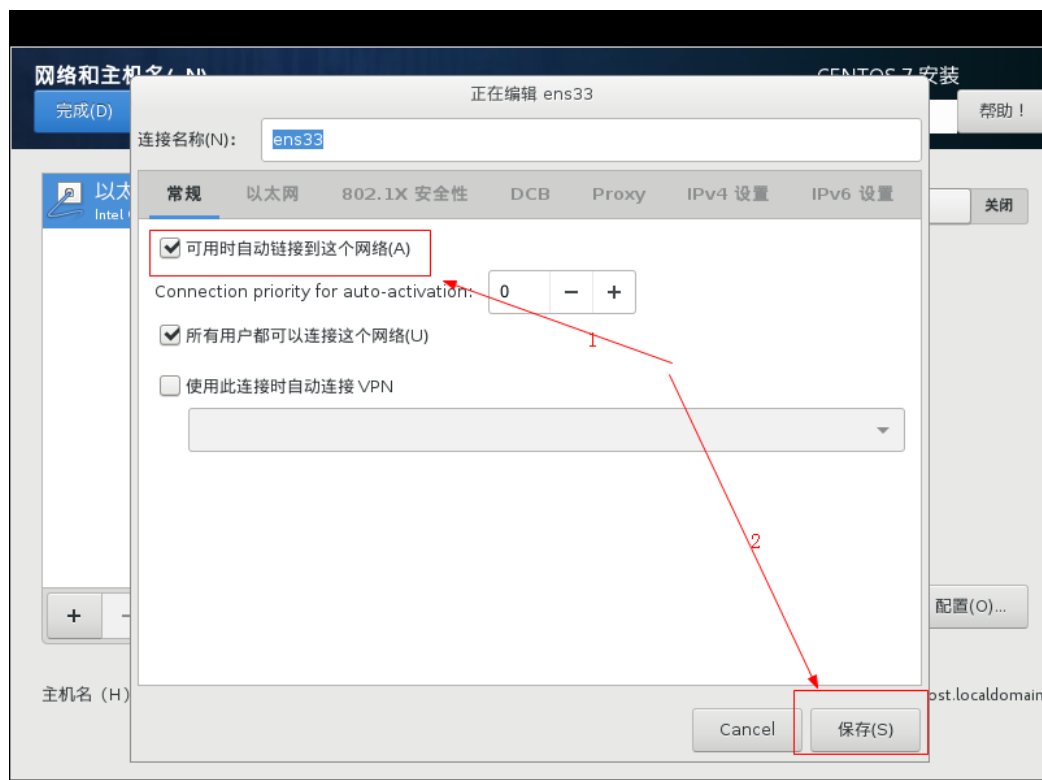 网络和主机名(N)
CENTOS 7 安装
正在编辑 ens33
完成(D)
帮助！
连接名称(N):
ens33
以太
Intel
常规
以太网
802.1X 安全性
DCB
Proxy
IPv4 设置
IPv6 设置
关闭
可用时自动链接到这个网络(A)
Connection priority for auto-activation:
0
−
+
1
所有用户都可以连接这个网络(U)
使用此连接时自动连接 VPN
2
+
配置(O)...
主机名（H）
ost.localdomain
Cancel
保存(S)